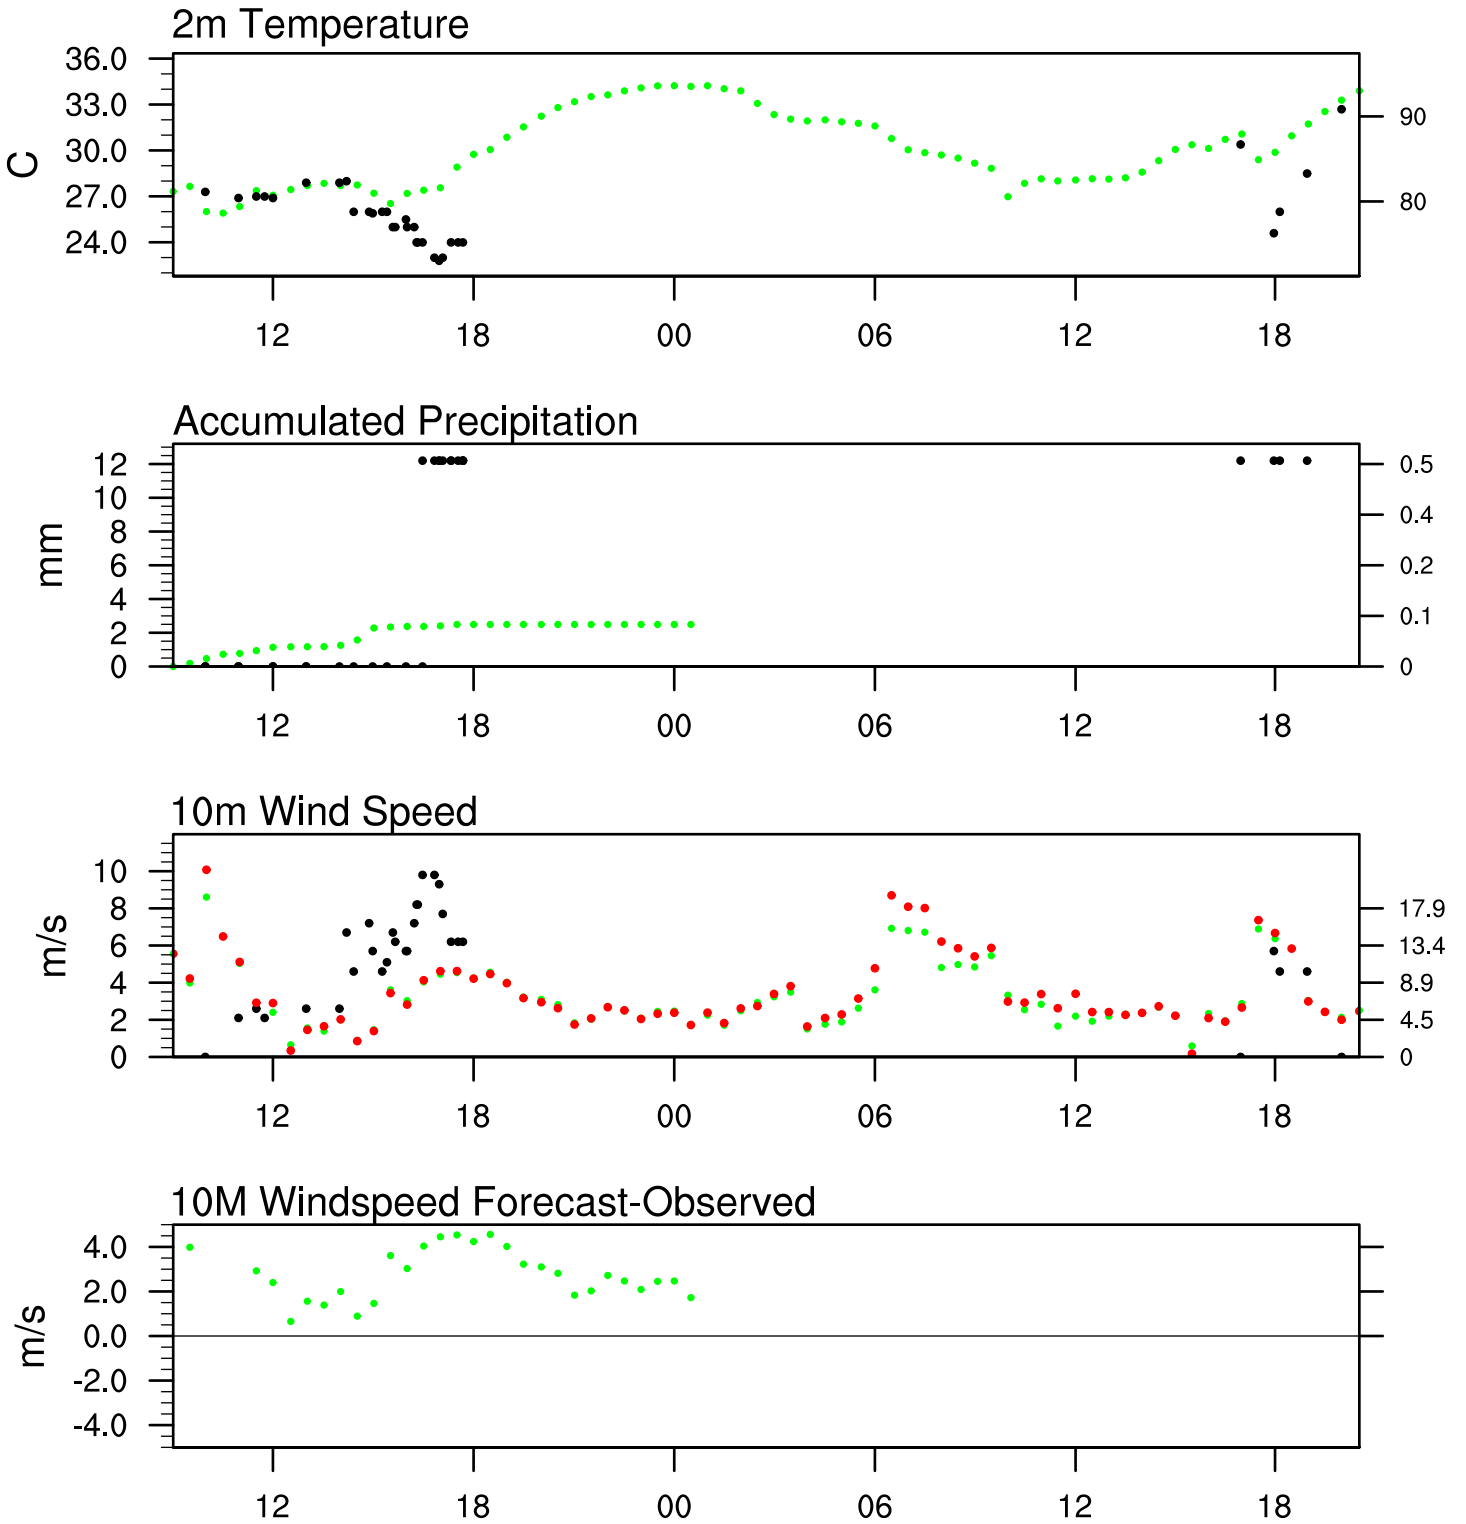 2m Temperature
C
36.0
33.0
30.0
27.0
24.0
90
80
12 18 00 06 12 18
Accumulated Precipitation
mm
12
10
8
6
4
2
0
0.5
0.4
0.2
0.1
0
12 18 00 06 12 18
10m Wind Speed
m/s
10
8
6
4
2
0
17.9
13.4
8.9
4.5
0
12 18 00 06 12 18
10M Windspeed Forecast-Observed
m/s
4.0
2.0
0.0
-2.0
-4.0
12 18 00 06 12 18